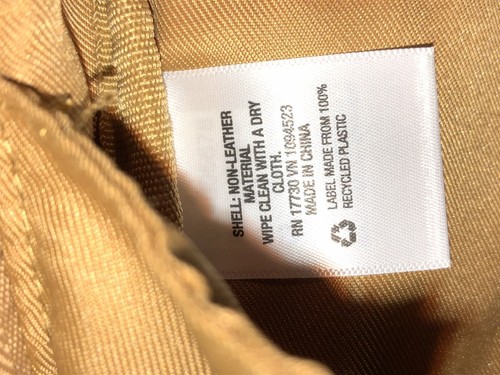 SHELL: NON-LEATHER
MATERIAL
WIPE CLEAN WITH A DRY
CLOTH.
RN 17730 VN 1094523
MADE IN CHINA
LABEL MADE FROM 100%
RECYCLED PLASTIC